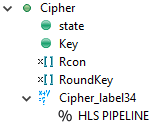 Cipher
state
Key
x[] Rcon
x[] RoundKey
Cipher_label34
% HLS PIPELINE